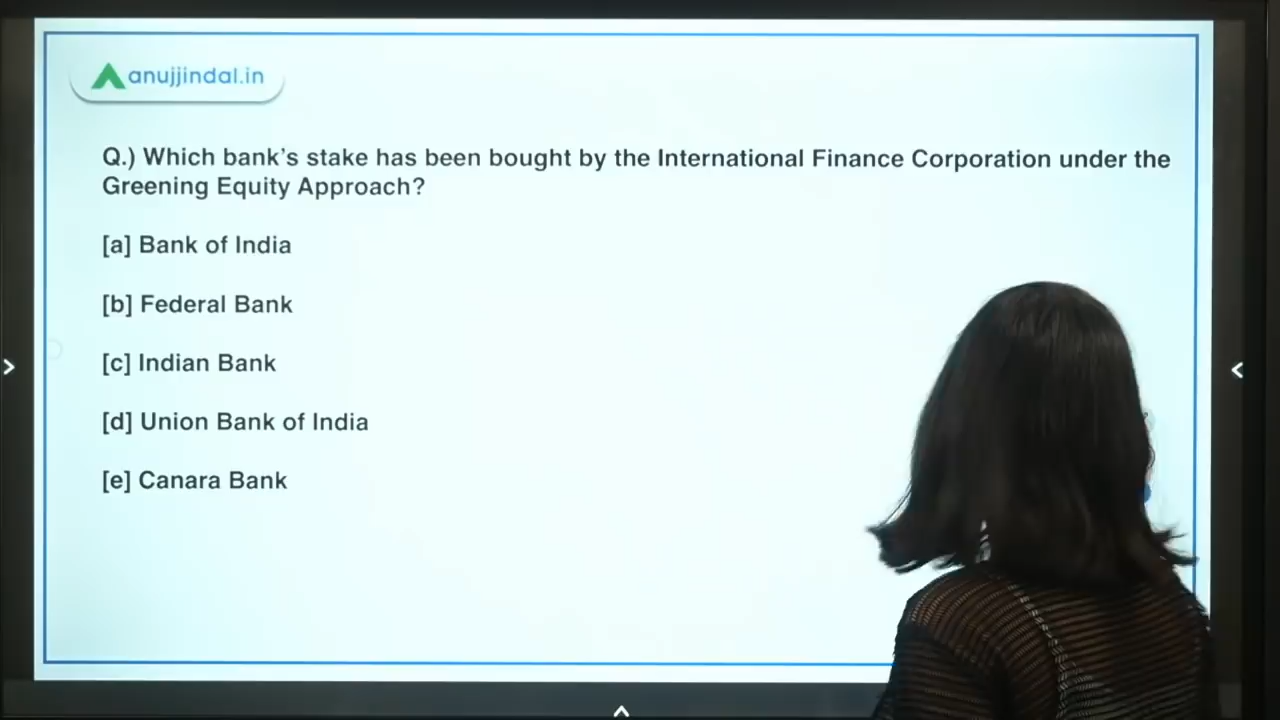 anujjindal.in
Q.) Which bank's stake has been bought by the International Finance Corporation under the
Greening Equity Approach?
[a] Bank of India
[b] Federal Bank
[c] Indian Bank
[d] Union Bank of India
[e] Canara Bank